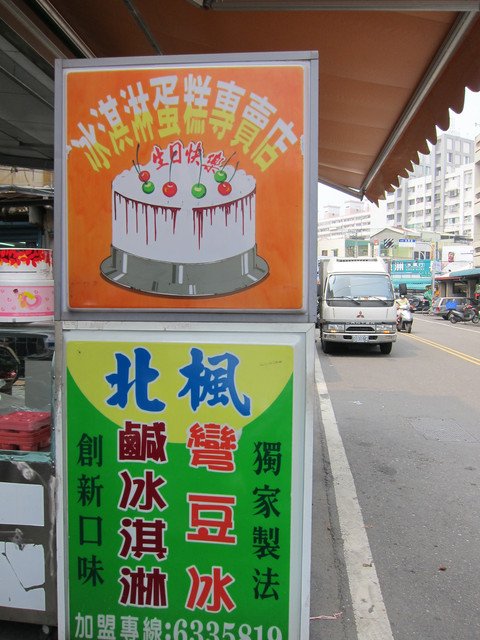 冰淇淋蛋糕專賣店
生日快樂
北楓
鹹冰淇淋
彎豆冰
創新口味
獨家製法
加盟專線:6335819